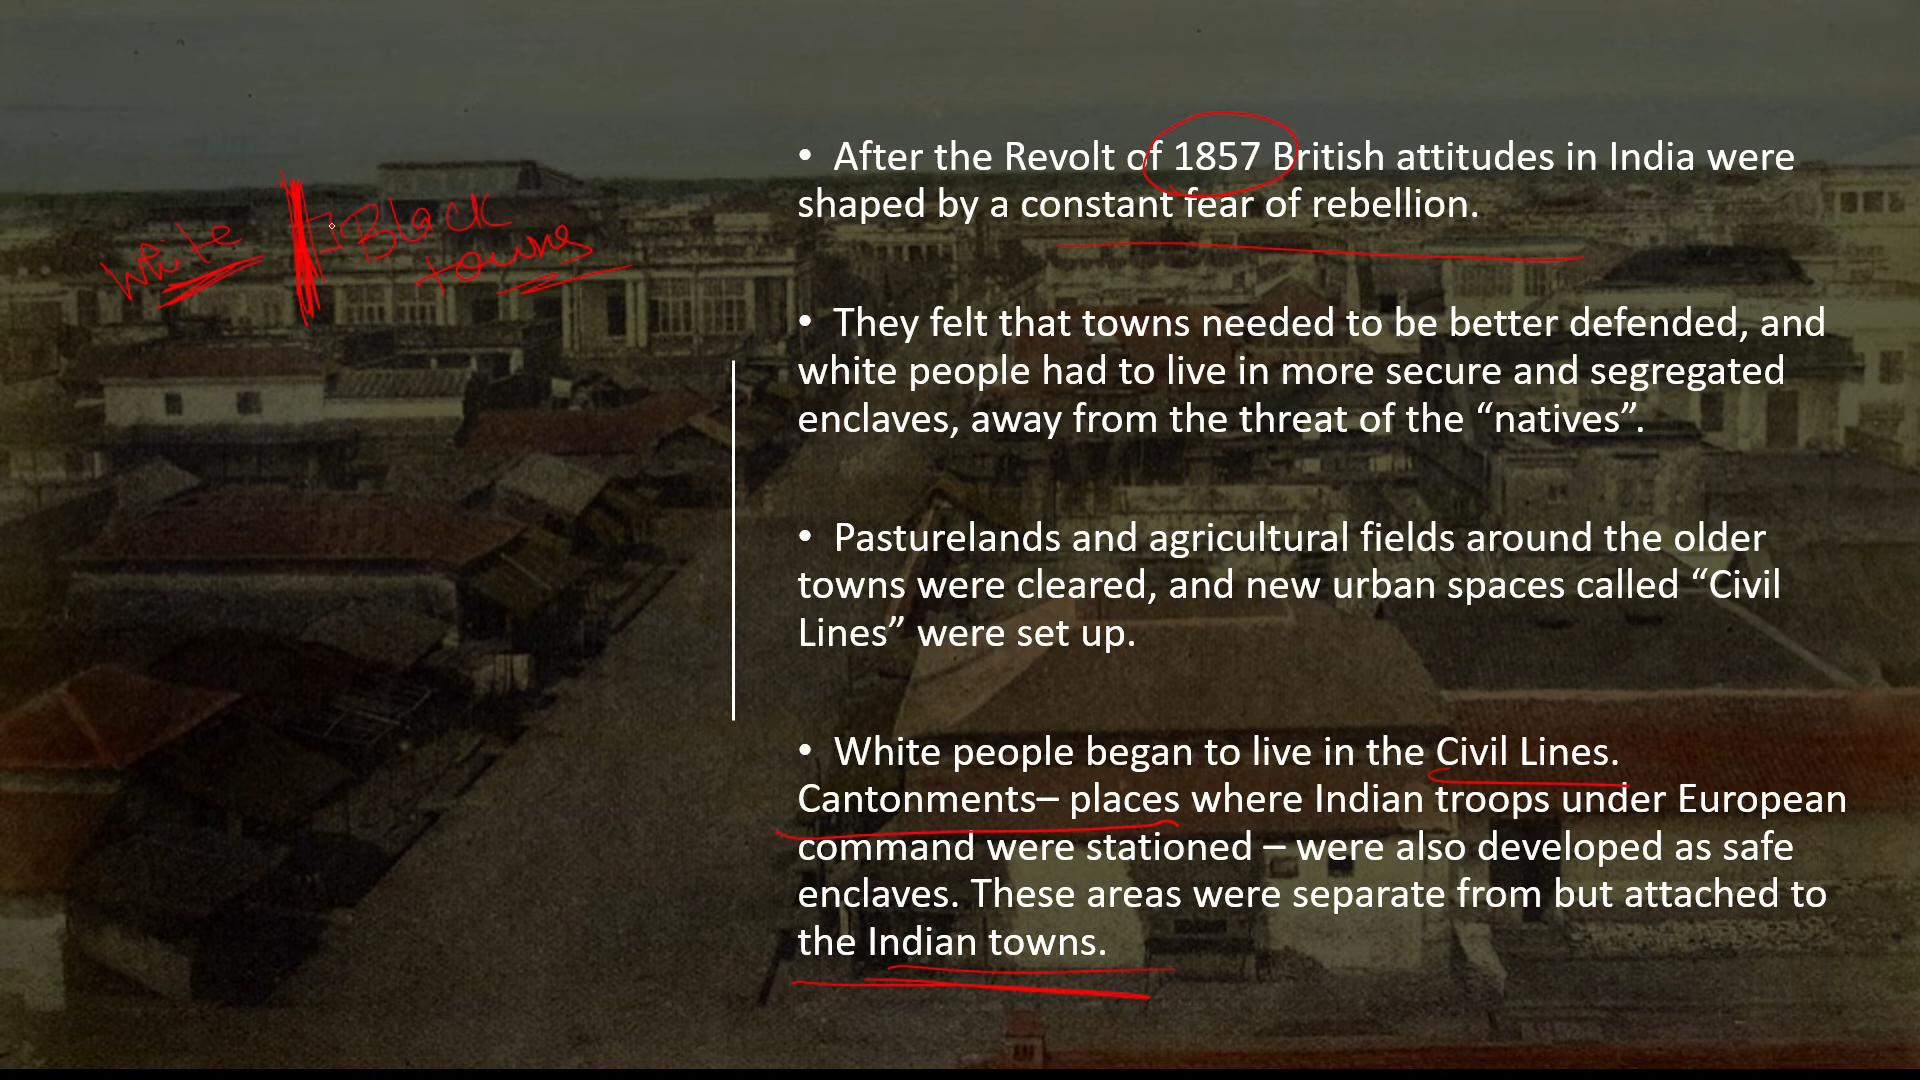 White Black
towns
• After the Revolt of 1857 British attitudes in India were
shaped by a constant fear of rebellion.
• They felt that towns needed to be better defended, and
white people had to live in more secure and segregated
enclaves, away from the threat of the “natives”.
• Pasturelands and agricultural fields around the older
towns were cleared, and new urban spaces called “Civil
Lines” were set up.
• White people began to live in the Civil Lines.
Cantonments– places where Indian troops under European
command were stationed – were also developed as safe
enclaves. These areas were separate from but attached to
the Indian towns.